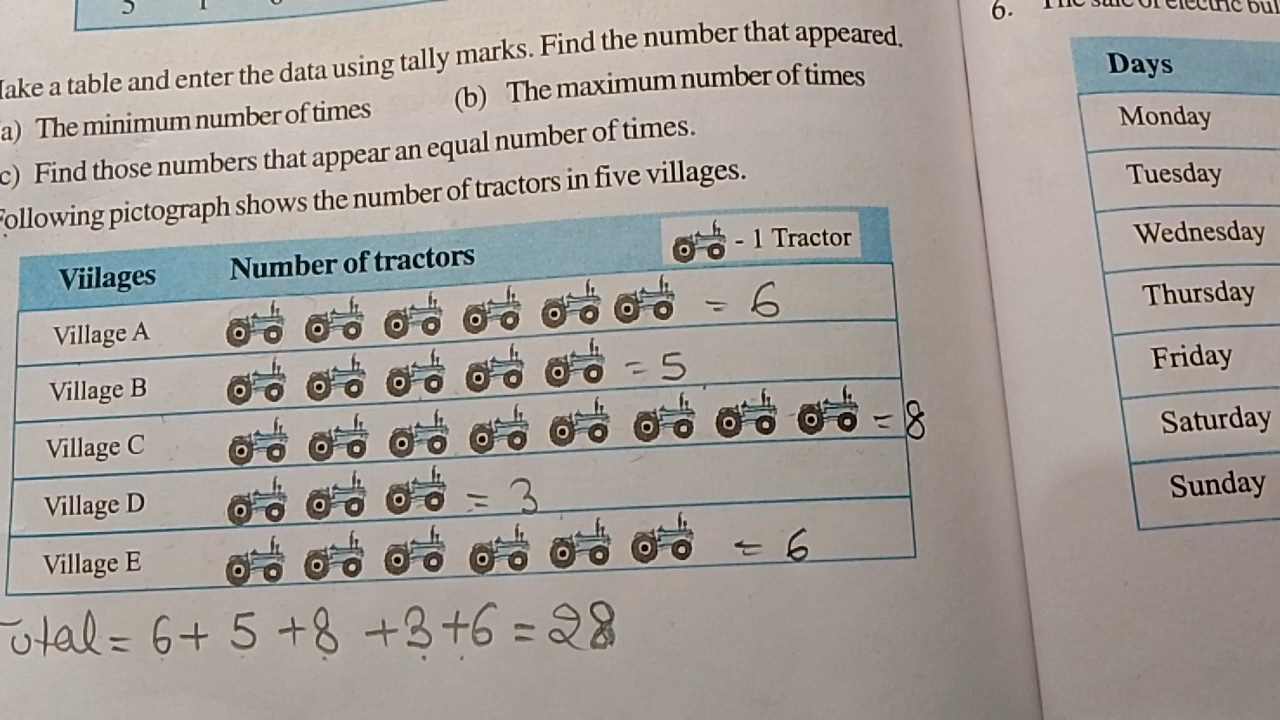 6.
ake a table and enter the data using tally marks. Find the number that appeared.
a) The minimum number of times (b) The maximum number of times
c) Find those numbers that appear an equal number of times.
Following pictograph shows the number of tractors in five villages.
Viilages Number of tractors - 1 Tractor
Village A = 6
Village B = 5
Village C = 8
Village D = 3
Village E = 6
Total = 6 + 5 + 8 + 3 + 6 = 28
Days
Monday
Tuesday
Wednesday
Thursday
Friday
Saturday
Sunday